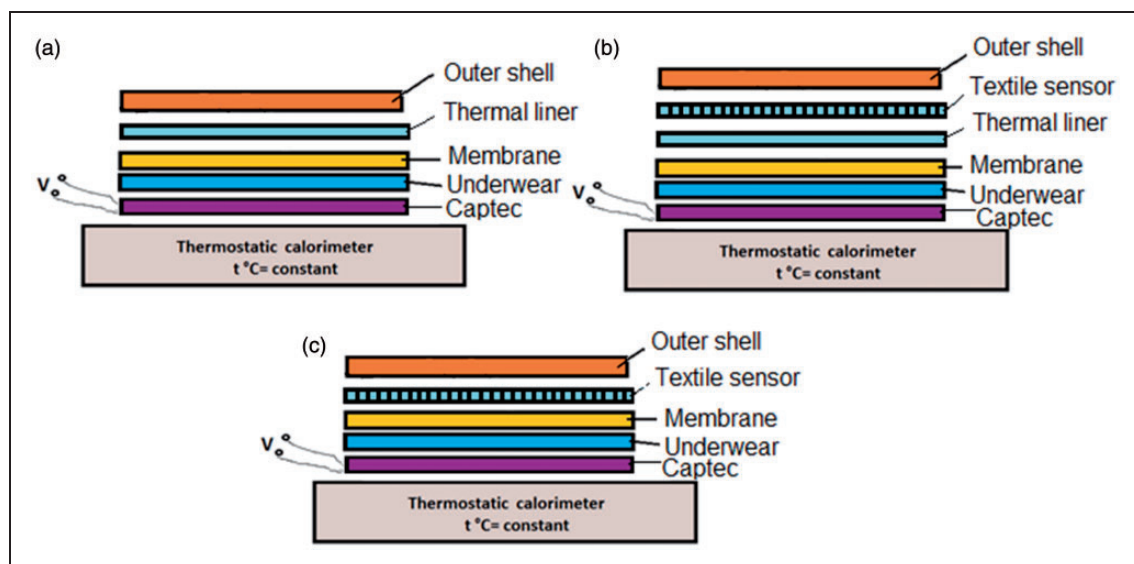 (a)
Outer shell
Thermal liner
Membrane
Underwear
Captec
V
Thermostatic calorimeter
t °C= constant
(b)
Outer shell
Textile sensor
Thermal liner
Membrane
Underwear
Captec
V
Thermostatic calorimeter
t °C= constant
(c)
Outer shell
Textile sensor
Membrane
Underwear
Captec
V
Thermostatic calorimeter
t °C= constant